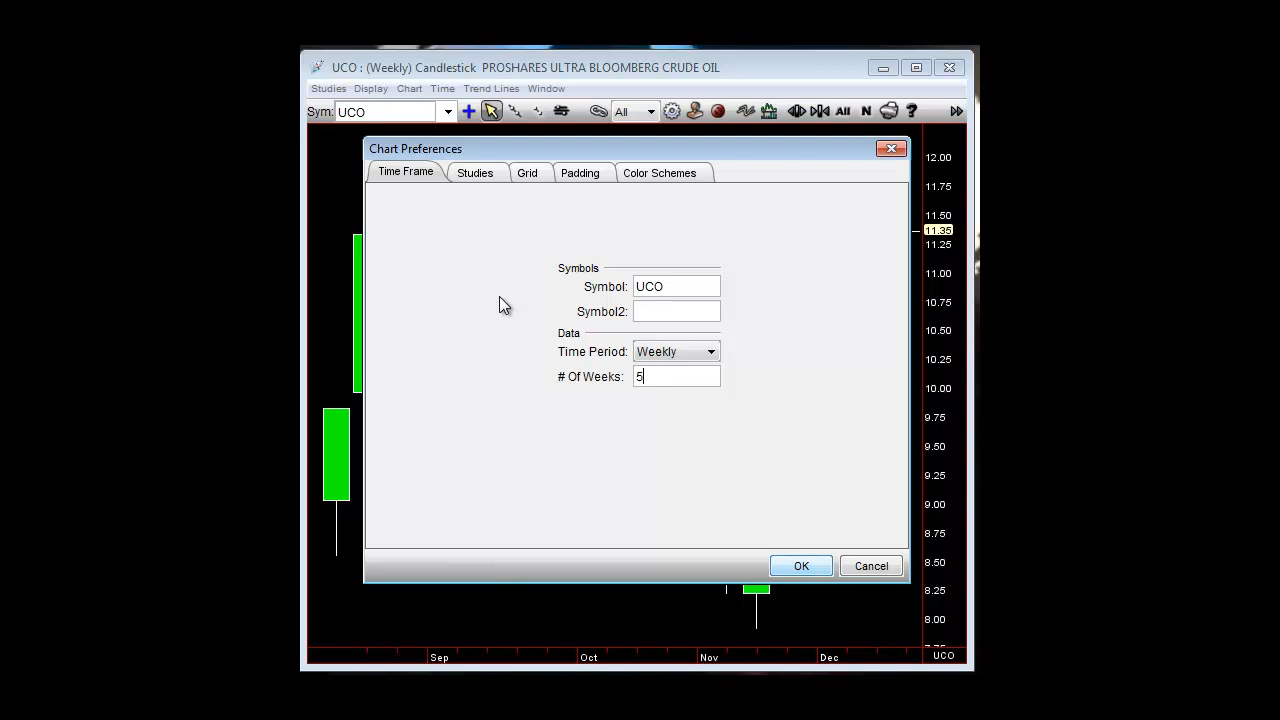 UCO : (Weekly) Candlestick PROSHARES ULTRA BLOOMBERG CRUDE OIL
Studies Display Chart Time Trend Lines Window
Sym: UCO All All N ?
Chart Preferences
Time Frame Studies Grid Padding Color Schemes
Symbols
Symbol: UCO
Symbol2:
Data
Time Period: Weekly
# Of Weeks: 5
OK Cancel
12.00
11.75
11.50
11.35
11.25
11.00
10.75
10.50
10.25
10.00
9.75
9.50
9.25
9.00
8.75
8.50
8.25
8.00
Sep Oct Nov Dec UCO